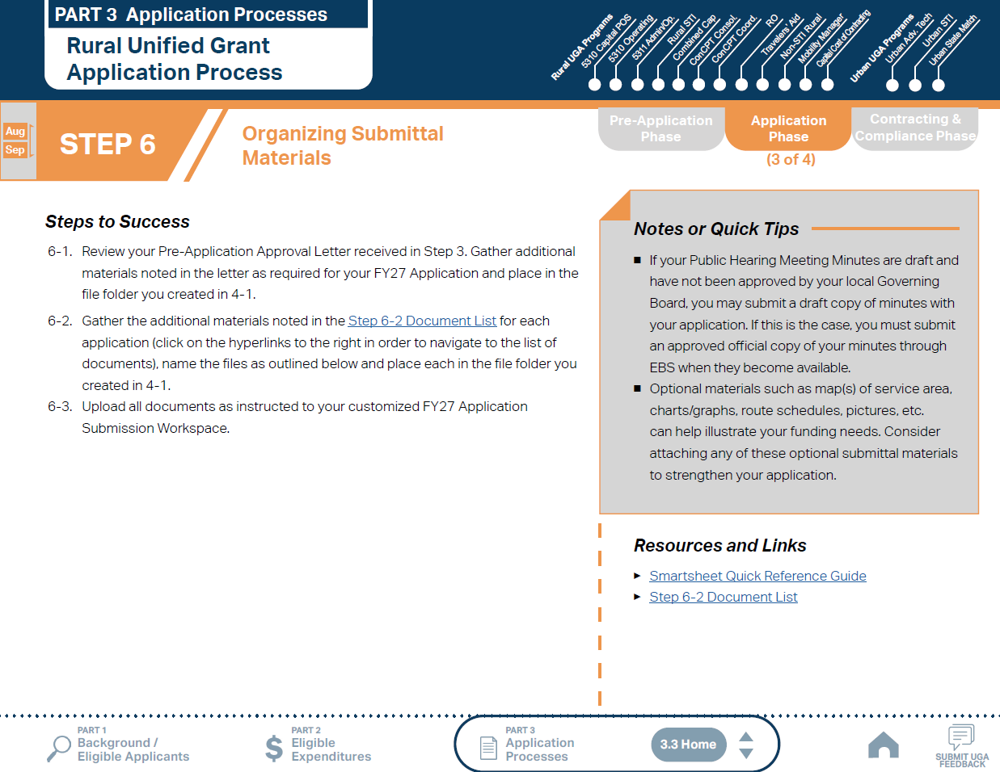 PART 3 Application Processes
Rural Unified Grant
Application Process
Rural UGA Programs
5310 Capital POS
5310 Operating
5311 Admin/Op.
Rural STI
Combined Cap
ConCPT Consol.
ConCPT Coord.
RO
Travelers' Aid
Non-STI Rural
Mobility Manager
Capital Cost of Contracting
Urban UGA Programs
Urban Adv. Tech
Urban STI
Urban State Match
Aug
Sep
STEP 6
Organizing Submittal
Materials
Pre-Application
Phase
Application
Phase
(3 of 4)
Contracting &
Compliance Phase
Steps to Success
6-1. Review your Pre-Application Approval Letter received in Step 3. Gather additional
materials noted in the letter as required for your FY27 Application and place in the
file folder you created in 4-1.
6-2. Gather the additional materials noted in the Step 6-2 Document List for each
application (click on the hyperlinks to the right in order to navigate to the list of
documents), name the files as outlined below and place each in the file folder you
created in 4-1.
6-3. Upload all documents as instructed to your customized FY27 Application
Submission Workspace.
Notes or Quick Tips
■ If your Public Hearing Meeting Minutes are draft and
have not been approved by your local Governing
Board, you may submit a draft copy of minutes with
your application. If this is the case, you must submit
an approved official copy of your minutes through
EBS when they become available.
■ Optional materials such as map(s) of service area,
charts/graphs, route schedules, pictures, etc.
can help illustrate your funding needs. Consider
attaching any of these optional submittal materials
to strengthen your application.
Resources and Links
► Smartsheet Quick Reference Guide
► Step 6-2 Document List
PART 1
Background /
Eligible Applicants
PART 2
Eligible
Expenditures
PART 3
Application
Processes
3.3 Home
SUBMIT UGA
FEEDBACK